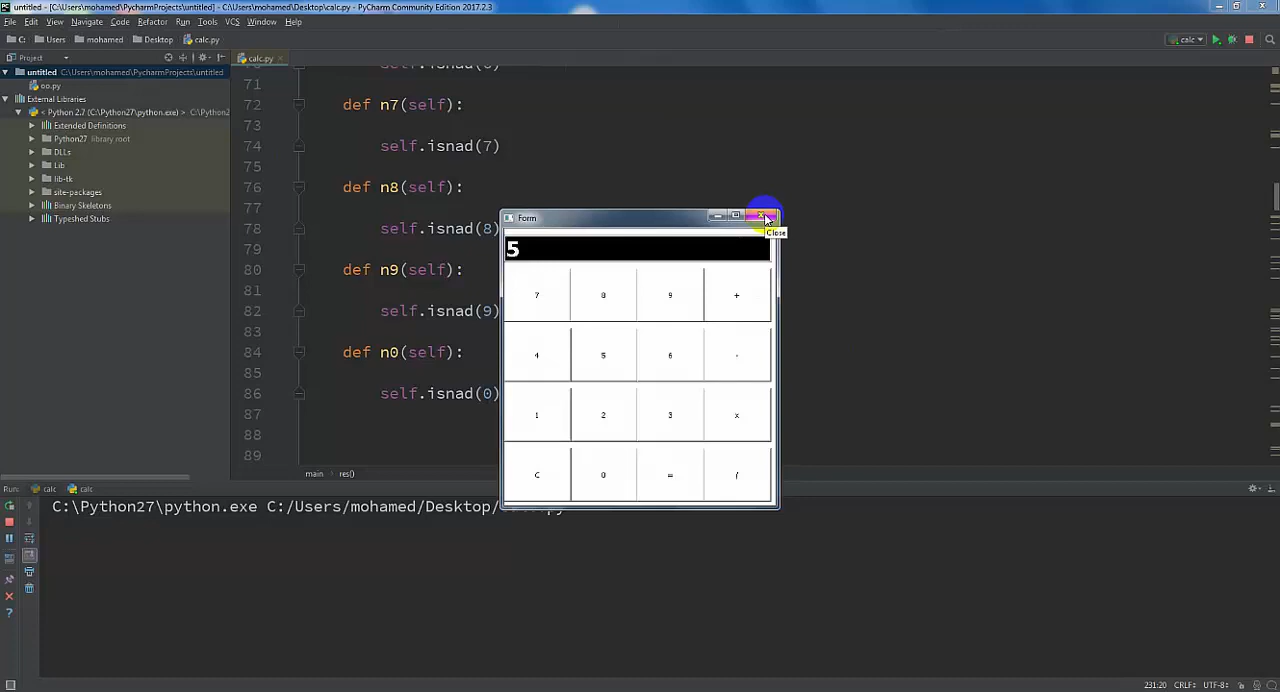 untitled - [C:\Users\mohamed\PycharmProjects\untitled] - C:\Users\mohamed\Desktop\calc.py - PyCharm Community Edition 2017.2.3
File Edit View Navigate Code Refactor Run Tools VCS Window Help
C: Users mohamed Desktop calc.py calc
Project calc.py
untitled C:\Users\mohamed\PycharmProjects\untitled
oo.py
External Libraries
< Python 2.7 (C:\Python27\python.exe) > C:\Python2
Extended Definitions
Python27 library root
DLLs
Lib
lib-tk
site-packages
Binary Skeletons
Typeshed Stubs
71
72 def n7(self):
73
74 self.isnad(7)
75
76 def n8(self):
77
78 self.isnad(8)
79
80 def n9(self):
81
82 self.isnad(9)
83
84 def n0(self):
85
86 self.isnad(0)
87
88
89
main res()
Form
Close
5
7 8 9 +
4 5 6 -
1 2 3 x
C 0 = /
Run: calc calc
C:\Python27\python.exe C:/Users/mohamed/Desktop/
231:20 CRLF: UTF-8: